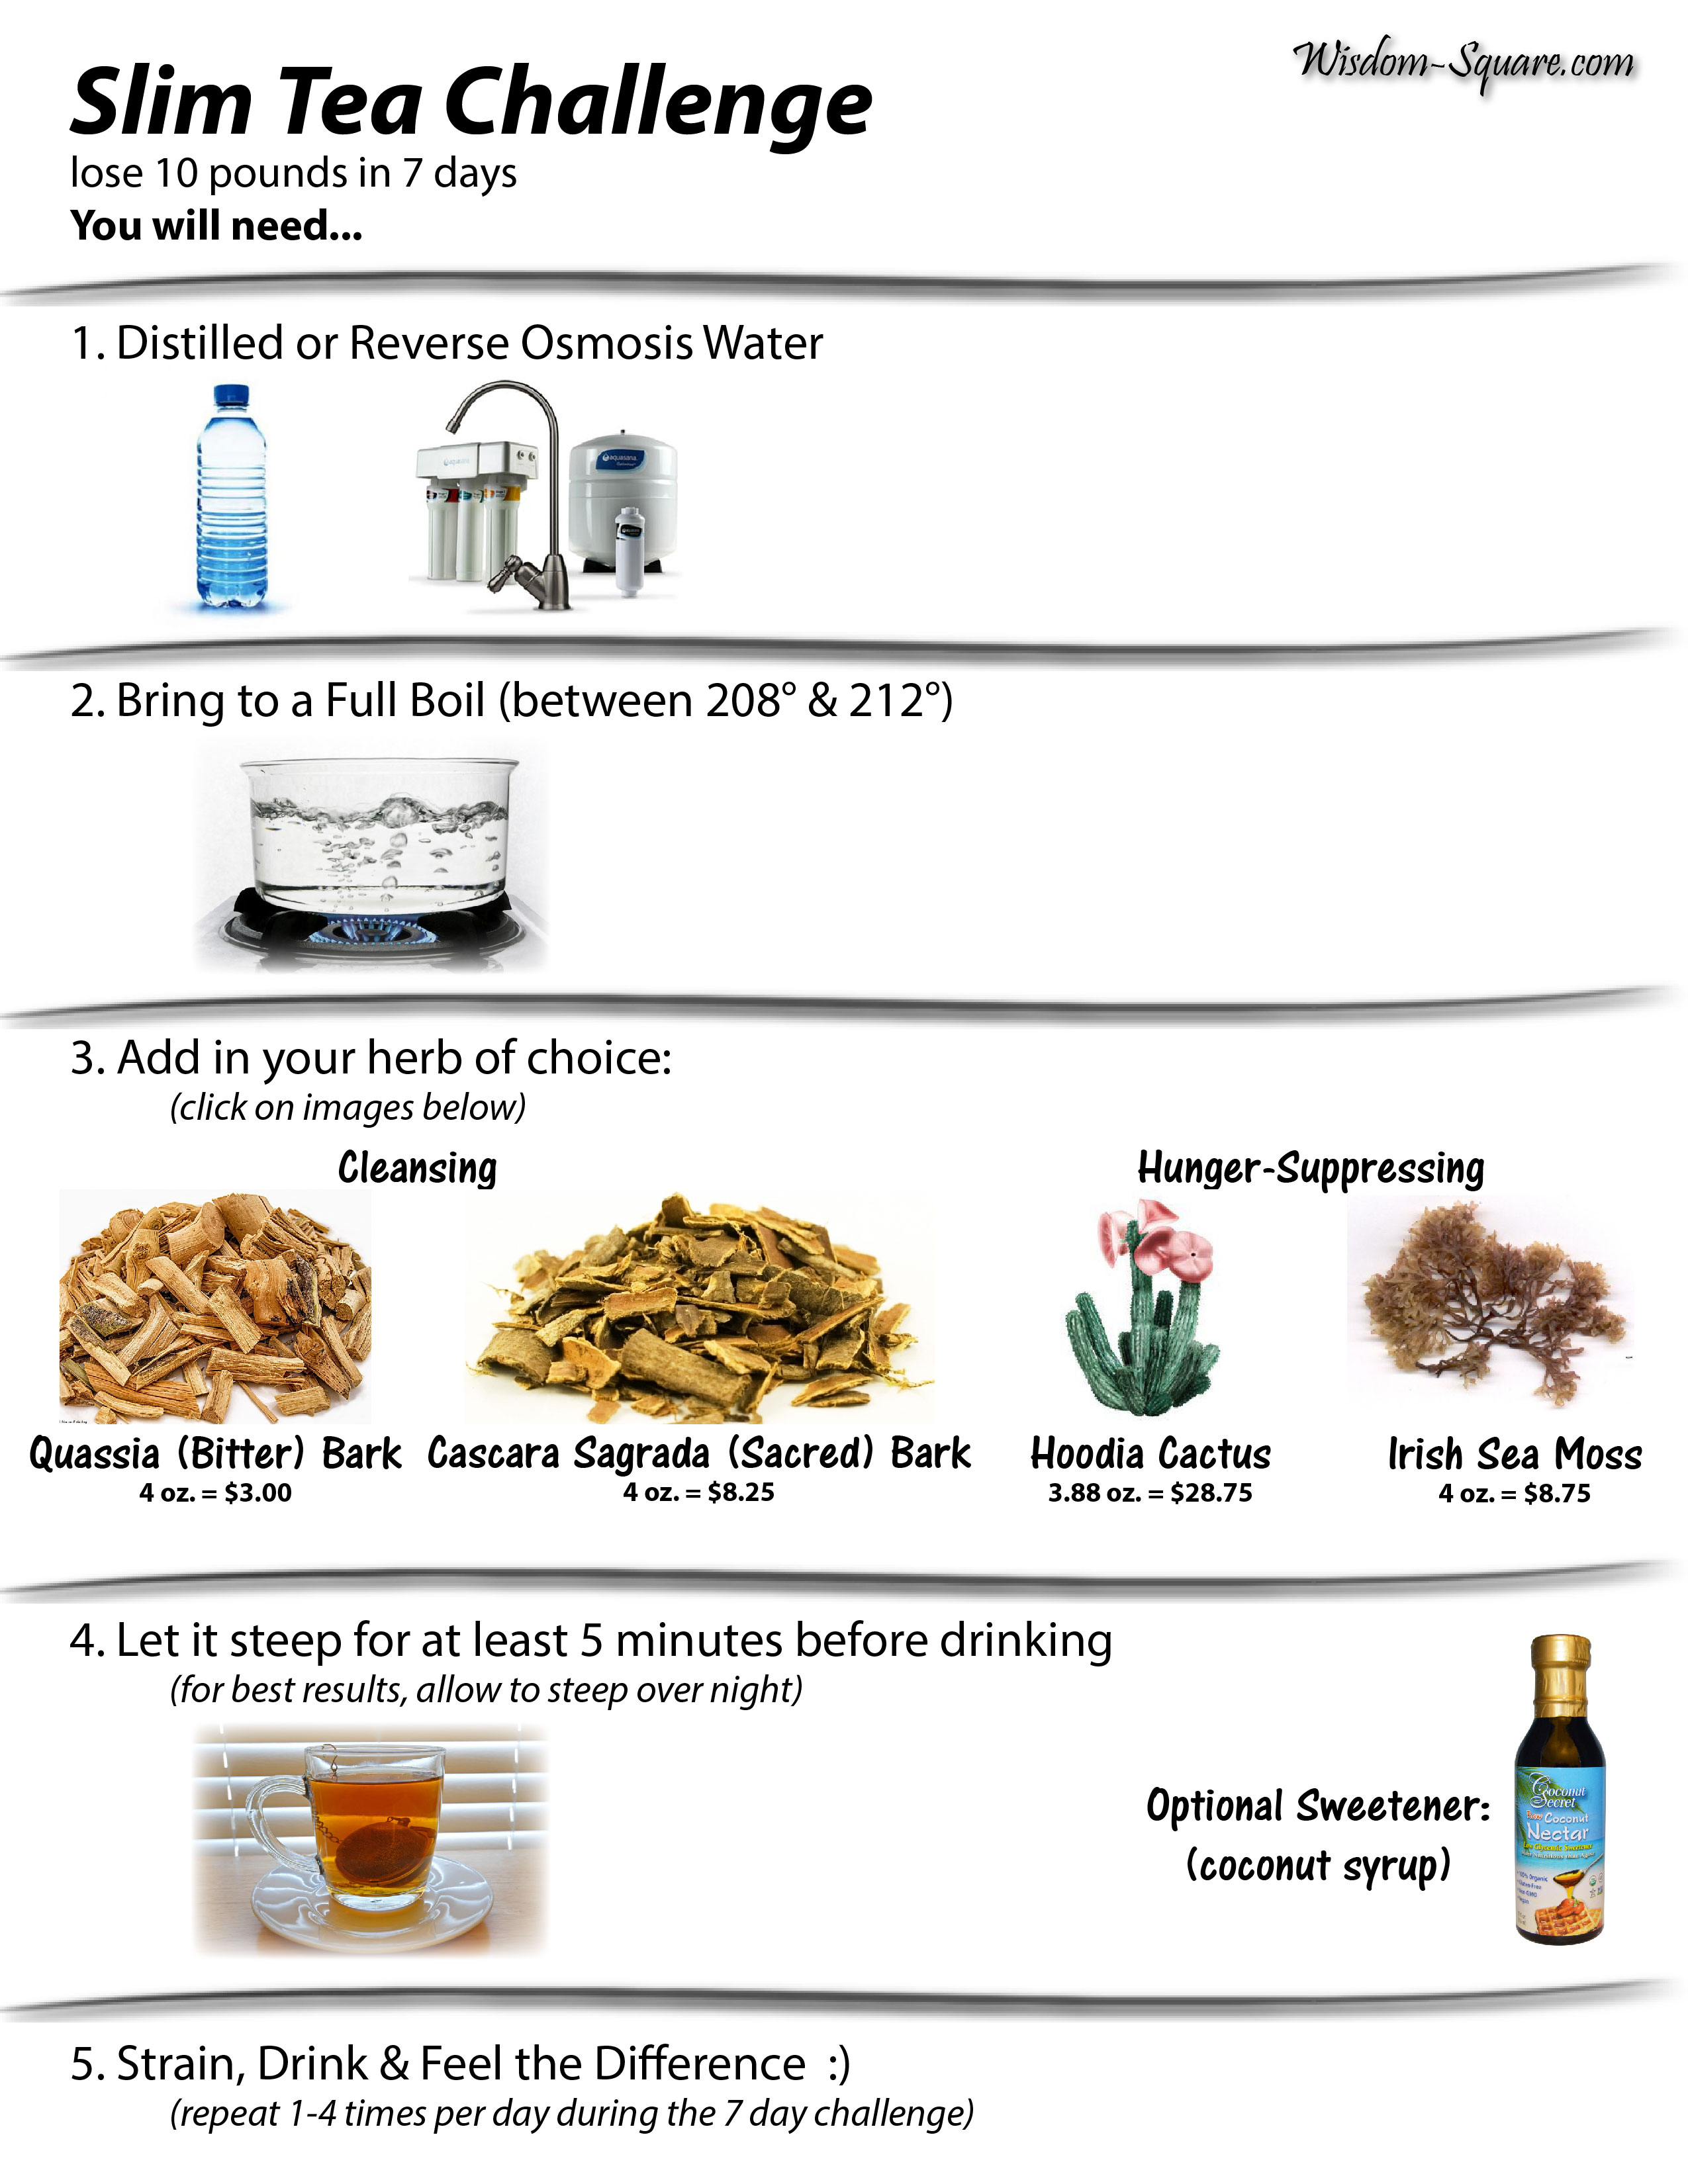 Wisdom-Square.com
Slim Tea Challenge
lose 10 pounds in 7 days
You will need...
1. Distilled or Reverse Osmosis Water
aquasana
aquasana
2. Bring to a Full Boil (between 208° & 212°)
3. Add in your herb of choice:
(click on images below)
Cleansing
Hunger-Suppressing
Quassia (Bitter) Bark
4 oz. = $3.00
Cascara Sagrada (Sacred) Bark
4 oz. = $8.25
Hoodia Cactus
3.88 oz. = $28.75
Irish Sea Moss
4 oz. = $8.75
4. Let it steep for at least 5 minutes before drinking
(for best results, allow to steep over night)
Optional Sweetener:
(coconut syrup)
Coconut
Secret
Raw Coconut
Nectar
5. Strain, Drink & Feel the Difference  :)
(repeat 1-4 times per day during the 7 day challenge)